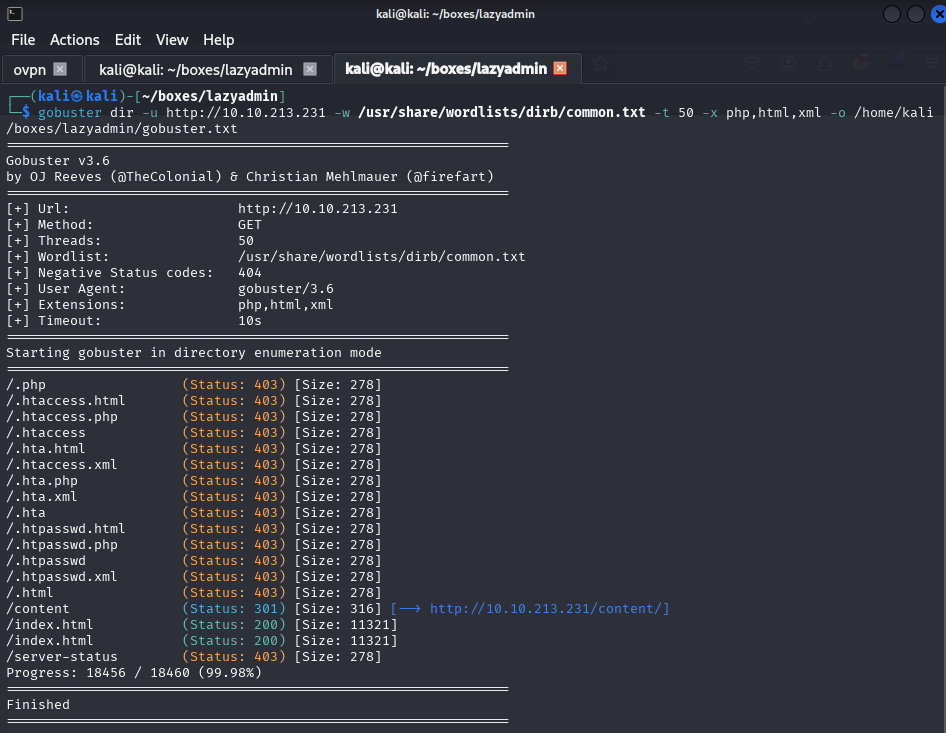 kali@kali: ~/boxes/lazyadmin
File Actions Edit View Help
ovpn kali@kali: ~/boxes/lazyadmin kali@kali: ~/boxes/lazyadmin
┌──(kali㉿kali)-[~/boxes/lazyadmin]
└─$ gobuster dir -u http://10.10.213.231 -w /usr/share/wordlists/dirb/common.txt -t 50 -x php,html,xml -o /home/kali
/boxes/lazyadmin/gobuster.txt
===============================================================
Gobuster v3.6
by OJ Reeves (@TheColonial) & Christian Mehlmauer (@firefart)
===============================================================
[+] Url: http://10.10.213.231
[+] Method: GET
[+] Threads: 50
[+] Wordlist: /usr/share/wordlists/dirb/common.txt
[+] Negative Status codes: 404
[+] User Agent: gobuster/3.6
[+] Extensions: php,html,xml
[+] Timeout: 10s
===============================================================
Starting gobuster in directory enumeration mode
===============================================================
/.php (Status: 403) [Size: 278]
/.htaccess.html (Status: 403) [Size: 278]
/.htaccess.php (Status: 403) [Size: 278]
/.htaccess (Status: 403) [Size: 278]
/.hta.html (Status: 403) [Size: 278]
/.htaccess.xml (Status: 403) [Size: 278]
/.hta.php (Status: 403) [Size: 278]
/.hta.xml (Status: 403) [Size: 278]
/.hta (Status: 403) [Size: 278]
/.htpasswd.html (Status: 403) [Size: 278]
/.htpasswd.php (Status: 403) [Size: 278]
/.htpasswd (Status: 403) [Size: 278]
/.htpasswd.xml (Status: 403) [Size: 278]
/.html (Status: 403) [Size: 278]
/content (Status: 301) [Size: 316] [--> http://10.10.213.231/content/]
/index.html (Status: 200) [Size: 11321]
/index.html (Status: 200) [Size: 11321]
/server-status (Status: 403) [Size: 278]
Progress: 18456 / 18460 (99.98%)
===============================================================
Finished
===============================================================